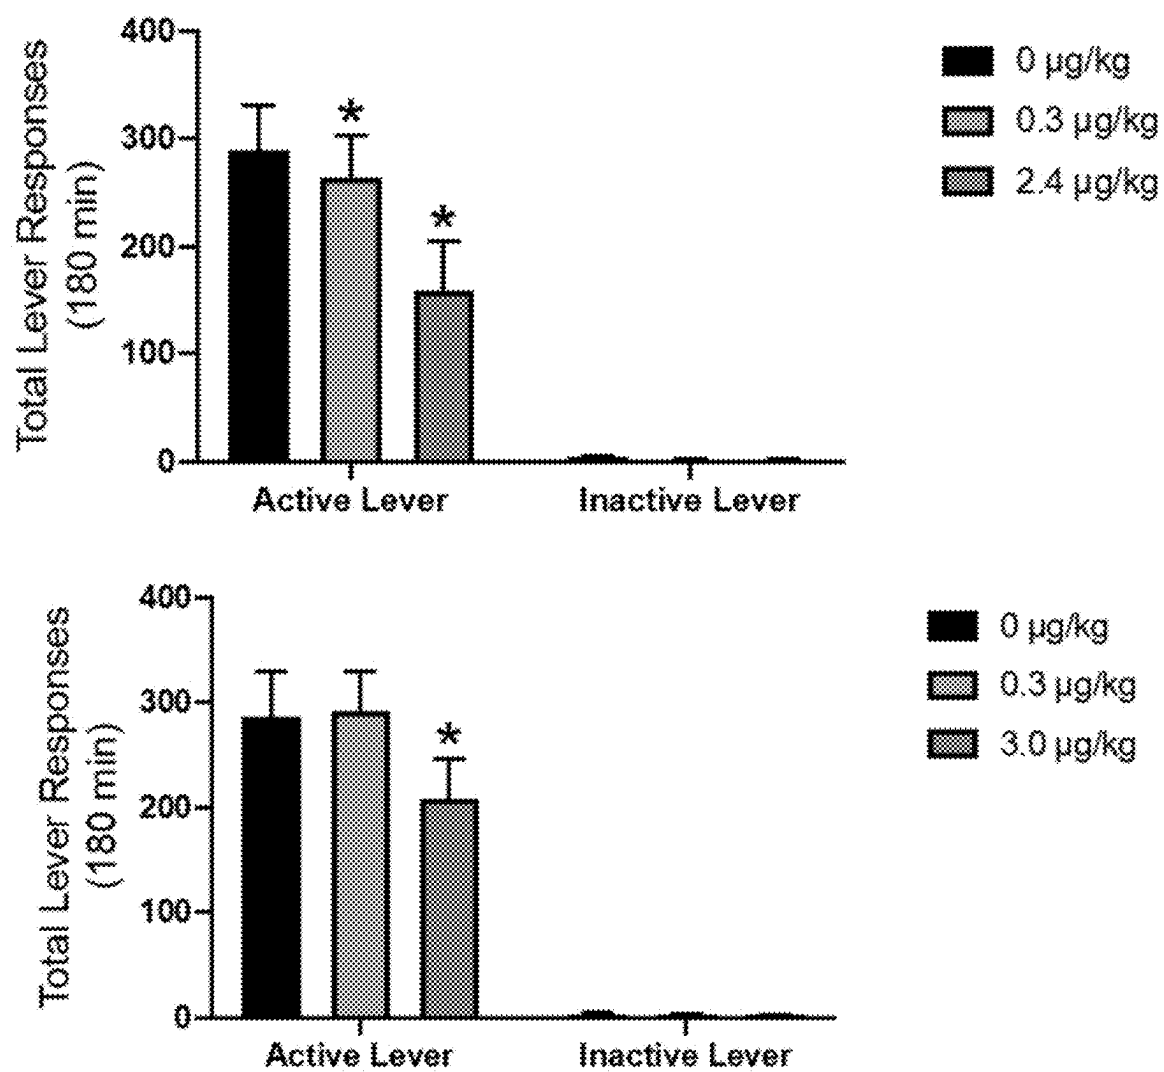 Total Lever Responses
(180 min)
400
300
200
100
0
*
*
Active Lever
Inactive Lever
0 µg/kg
0.3 µg/kg
2.4 µg/kg
Total Lever Responses
(180 min)
400
300
200
100
0
*
Active Lever
Inactive Lever
0 µg/kg
0.3 µg/kg
3.0 µg/kg